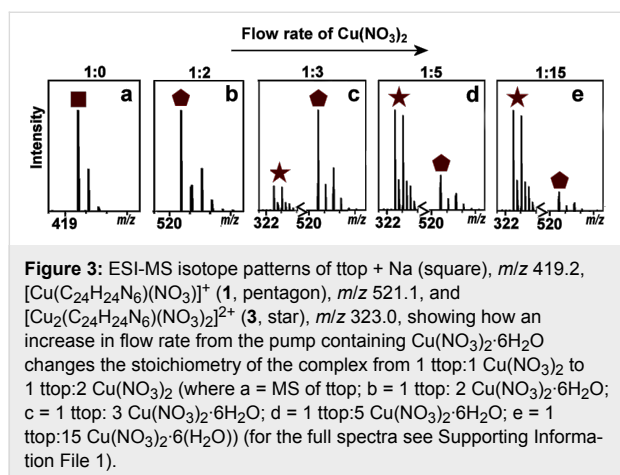 Flow rate of Cu(NO₃)₂
1:0 1:2 1:3 1:5 1:15
a b c d e
Intensity
419 m/z 520 m/z 322 520 m/z 322 520 m/z 322 520 m/z
Figure 3: ESI-MS isotope patterns of ttop + Na (square), m/z 419.2,
[Cu(C₂₄H₂₄N₆)(NO₃)]⁺ (1, pentagon), m/z 521.1, and
[Cu₂(C₂₄H₂₄N₆)(NO₃)₂]²⁺ (3, star), m/z 323.0, showing how an
increase in flow rate from the pump containing Cu(NO₃)₂·6H₂O
changes the stoichiometry of the complex from 1 ttop:1 Cu(NO₃)₂ to
1 ttop:2 Cu(NO₃)₂ (where a = MS of ttop; b = 1 ttop: 2 Cu(NO₃)₂·6H₂O;
c = 1 ttop: 3 Cu(NO₃)₂·6H₂O; d = 1 ttop:5 Cu(NO₃)₂·6H₂O; e = 1
ttop:15 Cu(NO₃)₂·6(H₂O)) (for the full spectra see Supporting Informa-
tion File 1).